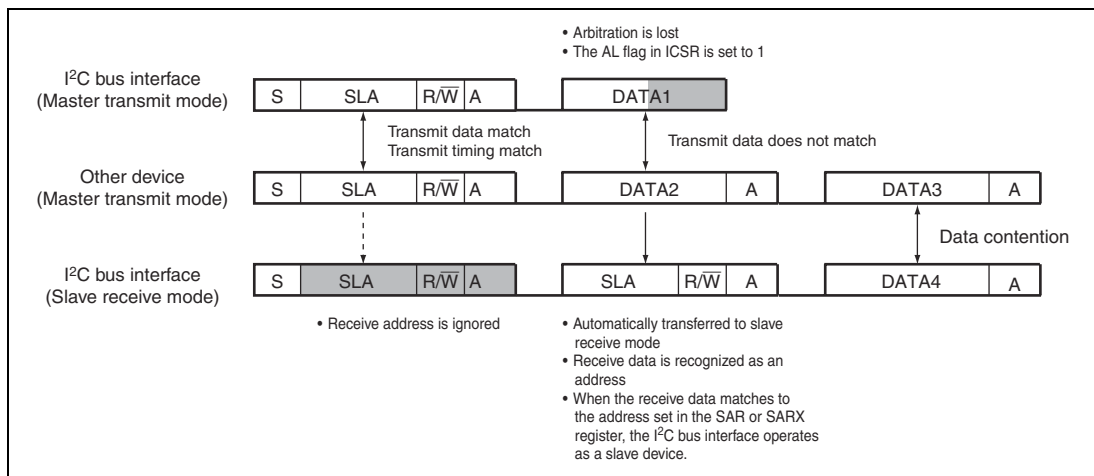 • Arbitration is lost
• The AL flag in ICSR is set to 1
I²C bus interface
(Master transmit mode)
S SLA R/W̅ A DATA1
Transmit data match
Transmit timing match
Transmit data does not match
Other device
(Master transmit mode)
S SLA R/W̅ A DATA2 A DATA3 A
Data contention
I²C bus interface
(Slave receive mode)
S SLA R/W̅ A SLA R/W̅ A DATA4 A
• Receive address is ignored
• Automatically transferred to slave
receive mode
• Receive data is recognized as an
address
• When the receive data matches to
the address set in the SAR or SARX
register, the I²C bus interface operates
as a slave device.